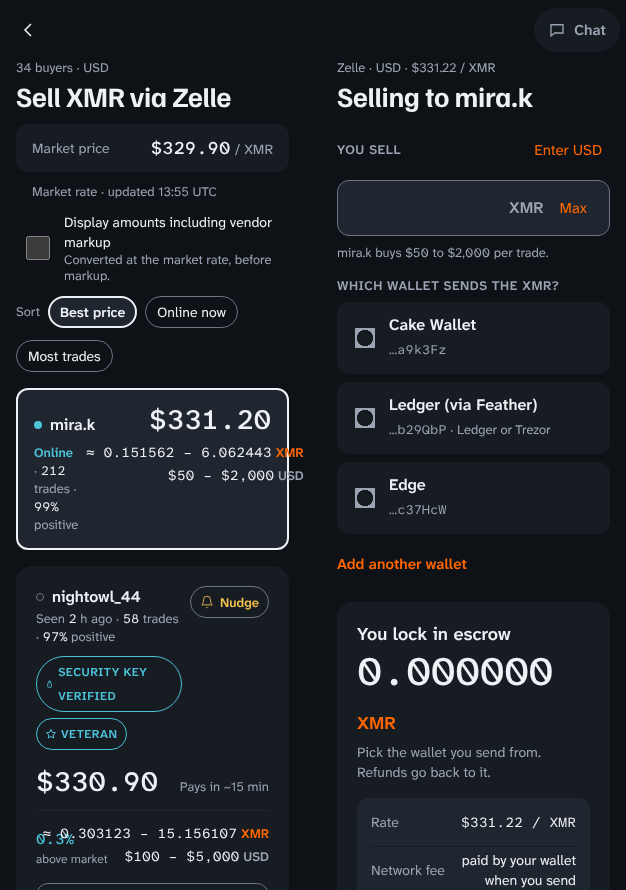 Chat
34 buyers · USD
Sell XMR via Zelle
Market price $329.90 / XMR
Market rate · updated 13:55 UTC
Display amounts including vendor
markup
Converted at the market rate, before
markup.
Sort Best price Online now
Most trades
mira.k $331.20
Online ≈ 0.151562 – 6.062443 XMR
· 212
trades ·
$50 – $2,000 USD
99%
positive
nightowl_44
Nudge
Seen 2 h ago · 58 trades
· 97% positive
SECURITY KEY
VERIFIED
VETERAN
$330.90 Pays in ~15 min
≈ 0.303123 – 15.156107 XMR
0.3%
above market $100 – $5,000 USD
Zelle · USD · $331.22 / XMR
Selling to mira.k
YOU SELL Enter USD
XMR Max
mira.k buys $50 to $2,000 per trade.
WHICH WALLET SENDS THE XMR?
Cake Wallet
…a9k3Fz
Ledger (via Feather)
…b29QbP · Ledger or Trezor
Edge
…c37HcW
Add another wallet
You lock in escrow
0.000000
XMR
Pick the wallet you send from.
Refunds go back to it.
Rate $331.22 / XMR
Network fee paid by your wallet
when you send